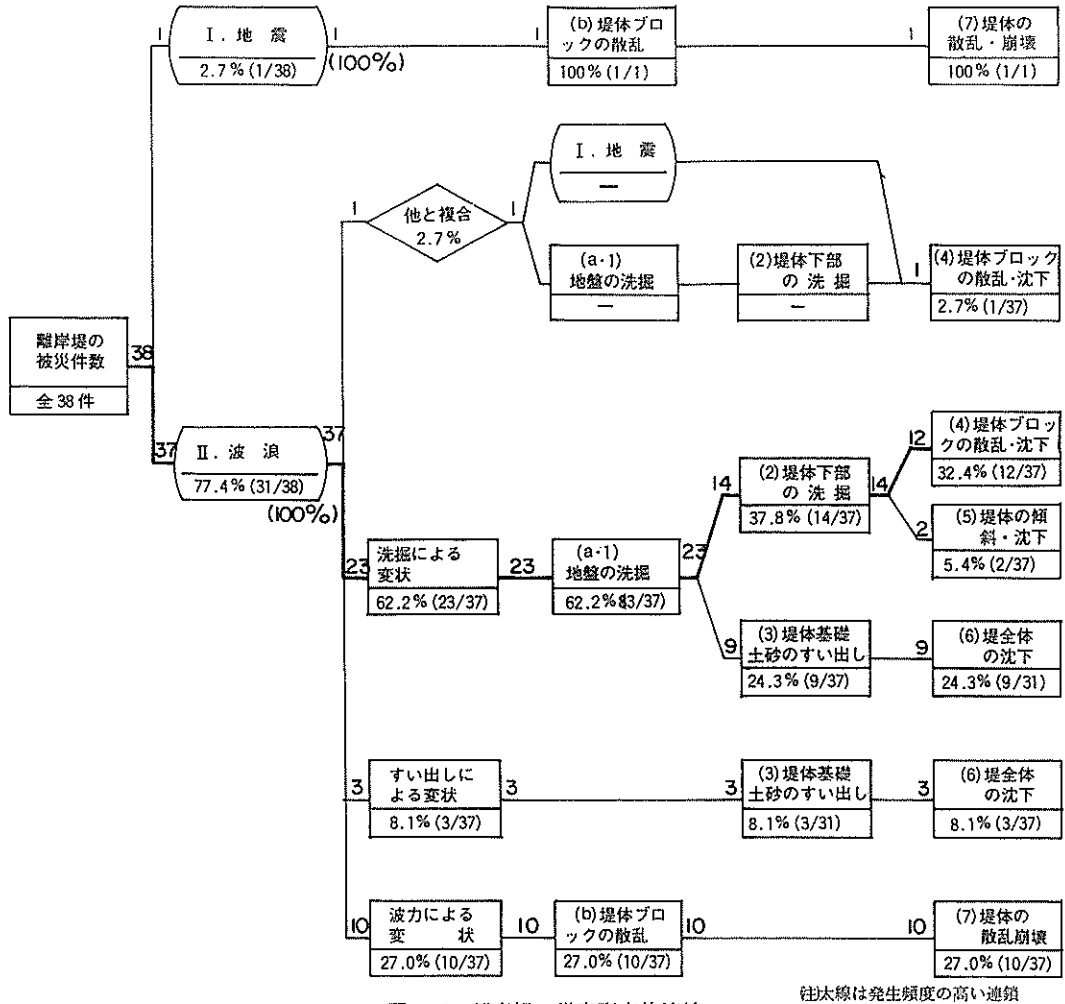 1
I. 地震
2.7% (1/38)
1
(100%)
(b) 堤体ブロ
ックの散乱
100% (1/1)
1
(7) 堤体の
散乱・崩壊
100% (1/1)
1
他と複合
2.7%
1
I. 地震
—
(a·1)
地盤の洗掘
—
(2)堤体下部
の洗掘
—
1
(4)堤体ブロック
の散乱・沈下
2.7% (1/37)
離岸堤の
被災件数
全38件
38
37
II. 波浪
77.4% (31/38)
37
(100%)
23
洗掘による
変状
62.2% (23/37)
23
(a·1)
地盤の洗掘
62.2%83/37)
23
14
(2)堤体下部
の洗掘
37.8% (14/37)
14
12
(4)堤体ブロッ
クの散乱・沈下
32.4% (12/37)
2
(5)堤体の傾
斜・沈下
5.4% (2/37)
9
(3)堤体基礎
土砂のすい出し
24.3% (9/37)
9
(6)堤全体
の沈下
24.3% (9/31)
3
すい出しに
よる変状
8.1% (3/37)
3
3
(3)堤体基礎
土砂のすい出し
8.1% (3/31)
3
(6)堤全体
の沈下
8.1% (3/37)
10
波力による
変状
27.0% (10/37)
10
(b)堤体ブロ
ックの散乱
27.0% (10/37)
10
10
(7)堤体の
散乱崩壊
27.0% (10/37)
注太線は発生頻度の高い連鎖